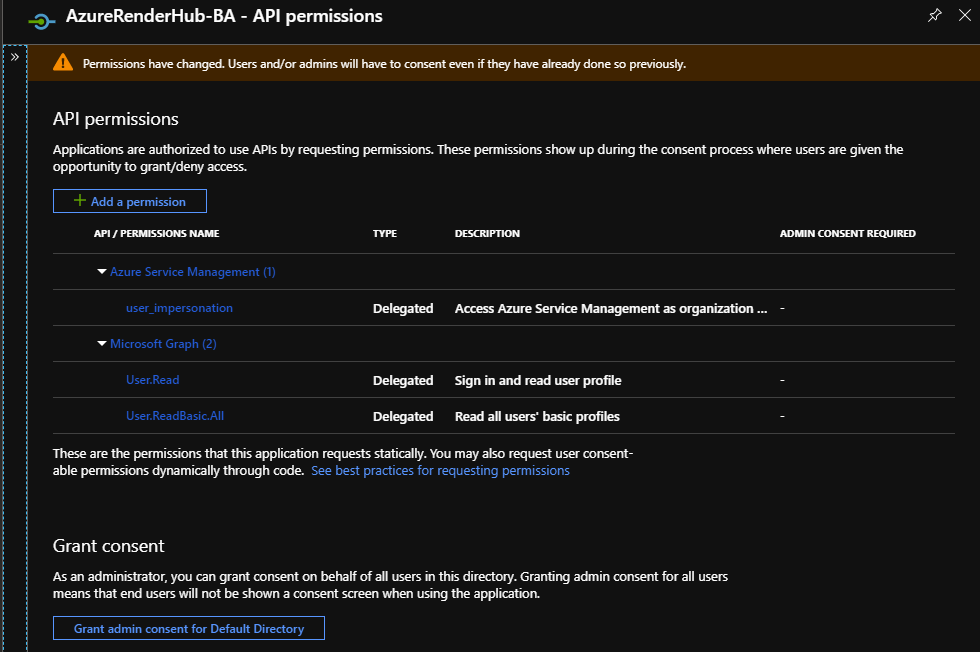 AzureRenderHub-BA - API permissions
»
Permissions have changed. Users and/or admins will have to consent even if they have already done so previously.
API permissions
Applications are authorized to use APIs by requesting permissions. These permissions show up during the consent process where users are given the
opportunity to grant/deny access.
+ Add a permission
API / PERMISSIONS NAME TYPE DESCRIPTION ADMIN CONSENT REQUIRED
Azure Service Management (1)
user_impersonation Delegated Access Azure Service Management as organization ... -
Microsoft Graph (2)
User.Read Delegated Sign in and read user profile -
User.ReadBasic.All Delegated Read all users' basic profiles -
These are the permissions that this application requests statically. You may also request user consent-
able permissions dynamically through code. See best practices for requesting permissions
Grant consent
As an administrator, you can grant consent on behalf of all users in this directory. Granting admin consent for all users
means that end users will not be shown a consent screen when using the application.
Grant admin consent for Default Directory